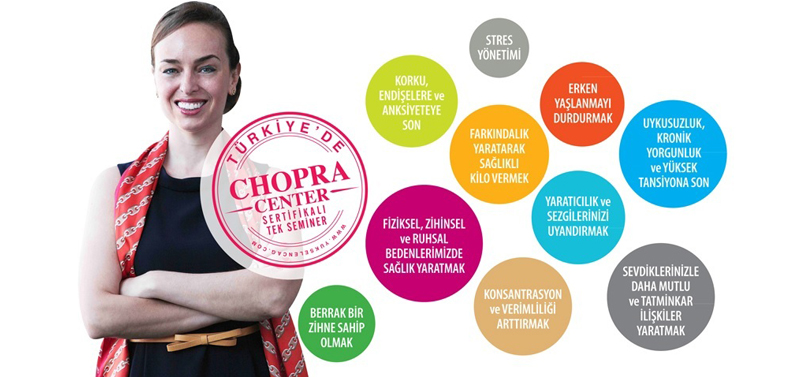 STRES
YÖNETİMİ
KORKU,
ENDİŞELERE ve
ANKSİYETEYE
SON
ERKEN
YAŞLANMAYI
DURDURMAK
FARKINDALIK
YARATARAK
SAĞLIKLI
KİLO VERMEK
UYKUSUZLUK,
KRONİK
YORGUNLUK
ve YÜKSEK
TANSİYONA SON
TÜRKİYE'DE
CHOPRA
CENTER
SERTİFİKALI
TEK SEMİNER
WWW.YUKSELENCAG.COM
FİZİKSEL, ZİHİNSEL
ve RUHSAL
BEDENLERİMİZDE
SAĞLIK YARATMAK
YARATICILIK ve
SEZGİLERİNİZİ
UYANDIRMAK
SEVDİKLERİNİZLE
DAHA MUTLU
ve TATMİNKAR
İLİŞKİLER
YARATMAK
KONSANTRASYON
ve VERİMLİLİĞİ
ARTTIRMAK
BERRAK BİR
ZİHNE SAHİP
OLMAK